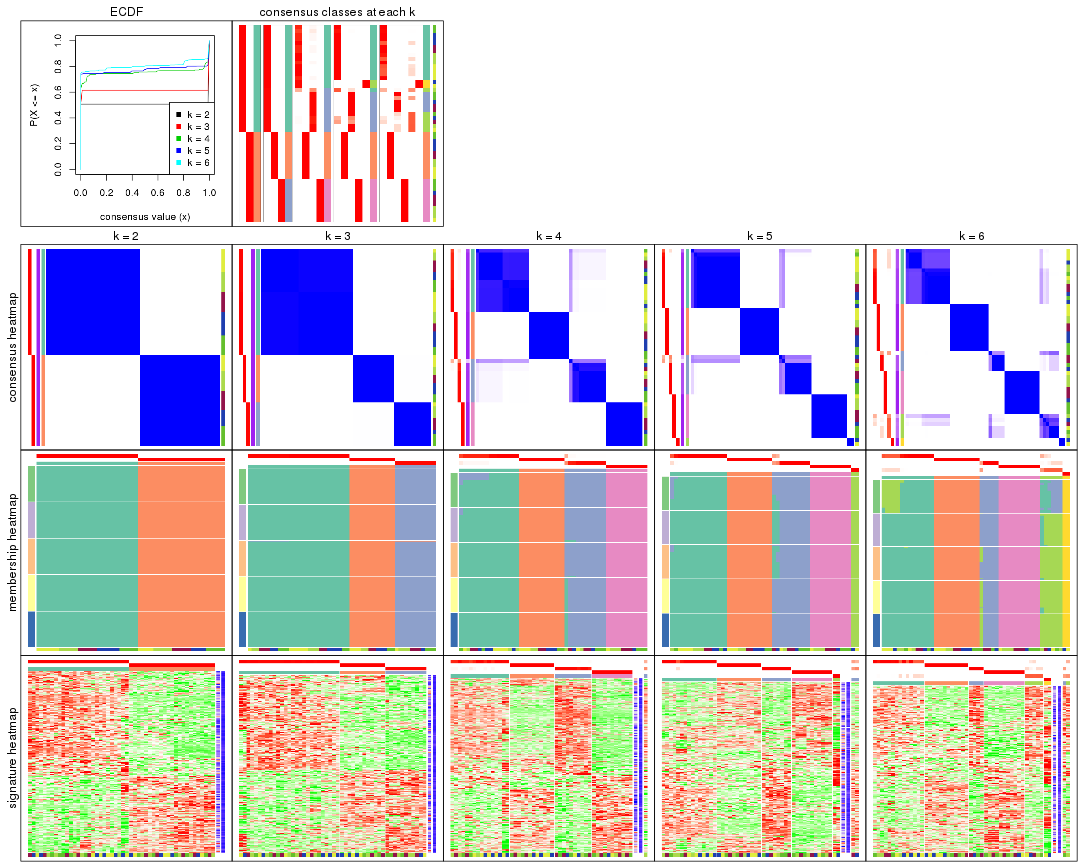 ECDF
consensus classes at each k
P(X <= x)
0.0 0.2 0.4 0.6 0.8 1.0
k = 2
k = 3
k = 4
k = 5
k = 6
0.0 0.2 0.4 0.6 0.8 1.0
consensus value (x)
k = 2 k = 3 k = 4 k = 5 k = 6
consensus heatmap
membership heatmap
signature heatmap